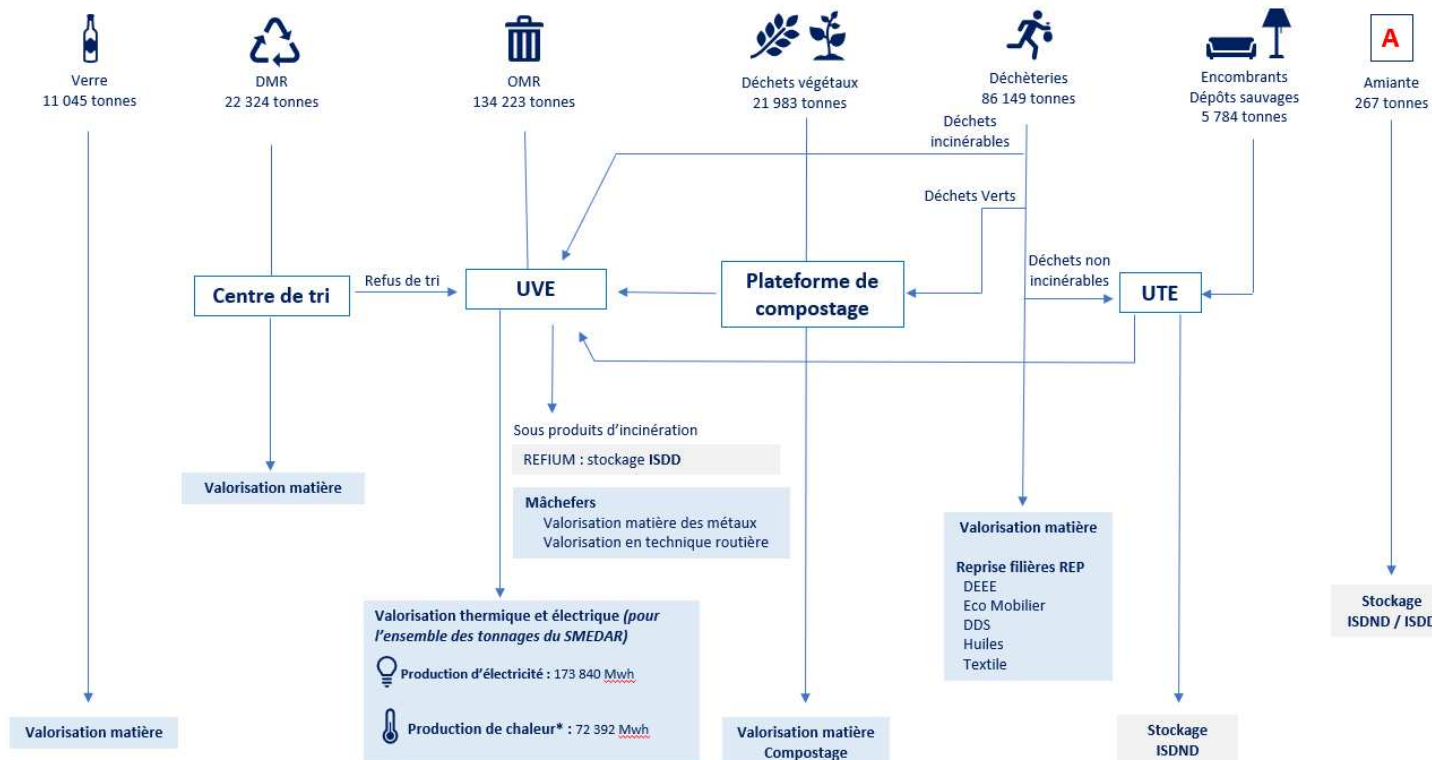 Verre
11 045 tonnes
DMR
22 324 tonnes
OMR
134 223 tonnes
Déchets végétaux
21 983 tonnes
Déchèteries
86 149 tonnes
Encombrants
Dépôts sauvages
5 784 tonnes
A
Amiante
267 tonnes
Déchets
incinérables
Déchets Verts
Déchets non
incinérables
Centre de tri
Refus de tri
UVE
Plateforme de
compostage
UTE
Sous produits d’incinération
REFIUM : stockage ISDD
Mâchefers
Valorisation matière des métaux
Valorisation en technique routière
Valorisation matière
Valorisation matière
Reprise filières REP
DEEE
Eco Mobilier
DDS
Huiles
Textile
Stockage
ISDND / ISDD
Valorisation thermique et électrique (pour
l’ensemble des tonnages du SMEDAR)
Production d’électricité : 173 840 Mwh
Production de chaleur* : 72 392 Mwh
Valorisation matière
Valorisation matière
Compostage
Stockage
ISDND